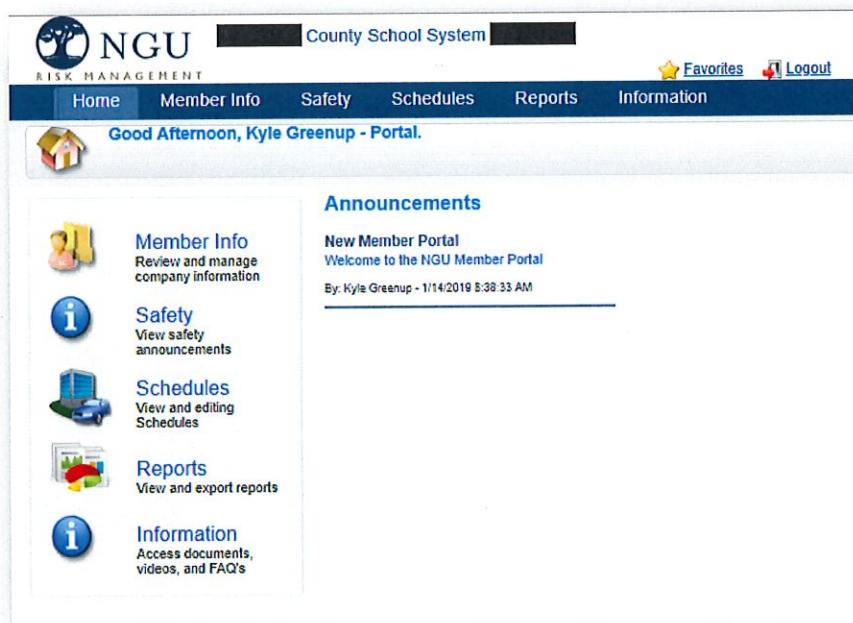 NGU
RISK MANAGEMENT
County School System
Favorites Logout
Home Member Info Safety Schedules Reports Information
Good Afternoon, Kyle Greenup - Portal.
Member Info
Review and manage
company information
Safety
View safety
announcements
Schedules
View and editing
Schedules
Reports
View and export reports
Information
Access documents,
videos, and FAQ's
Announcements
New Member Portal
Welcome to the NGU Member Portal
By: Kyle Greenup - 1/14/2019 8:38:33 AM